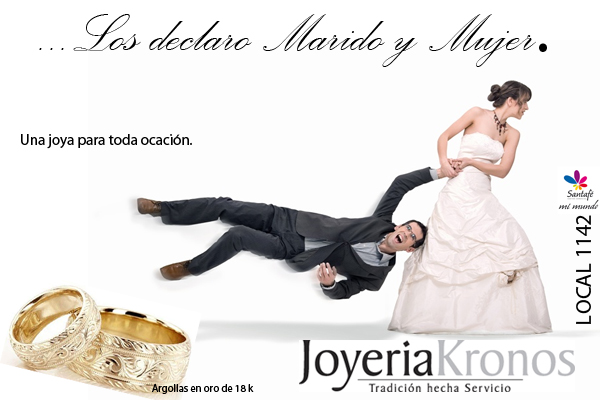 ...Los declaro Marido y Mujer.
Una joya para toda ocación.
Santafé
mi mundo
LOCAL 1142
JoyeriaKronos
Tradición hecha Servicio
Argollas en oro de 18 k